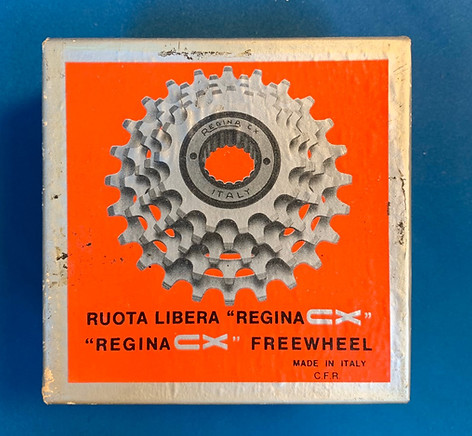 REGINA CX
ITALY
RUOTA LIBERA “REGINA CX”
“REGINA CX” FREEWHEEL
MADE IN ITALY
C.F.R.